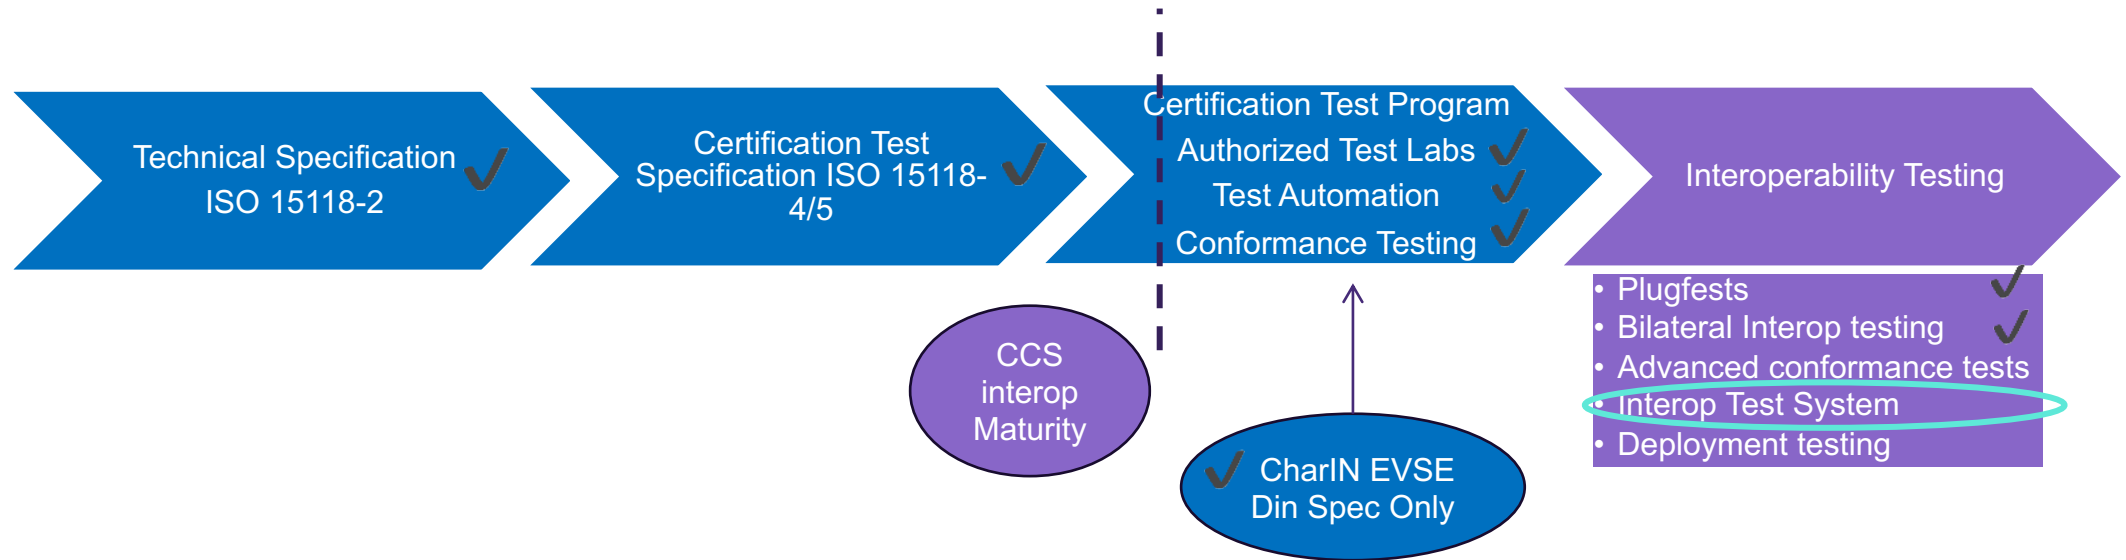 Technical Specification
ISO 15118-2
Certification Test
Specification ISO 15118-
4/5
Certification Test Program
Authorized Test Labs
Test Automation
Conformance Testing
Interoperability Testing
• Plugfests
• Bilateral Interop testing
• Advanced conformance tests
• Interop Test System
• Deployment testing
CCS
interop
Maturity
CharIN EVSE
Din Spec Only